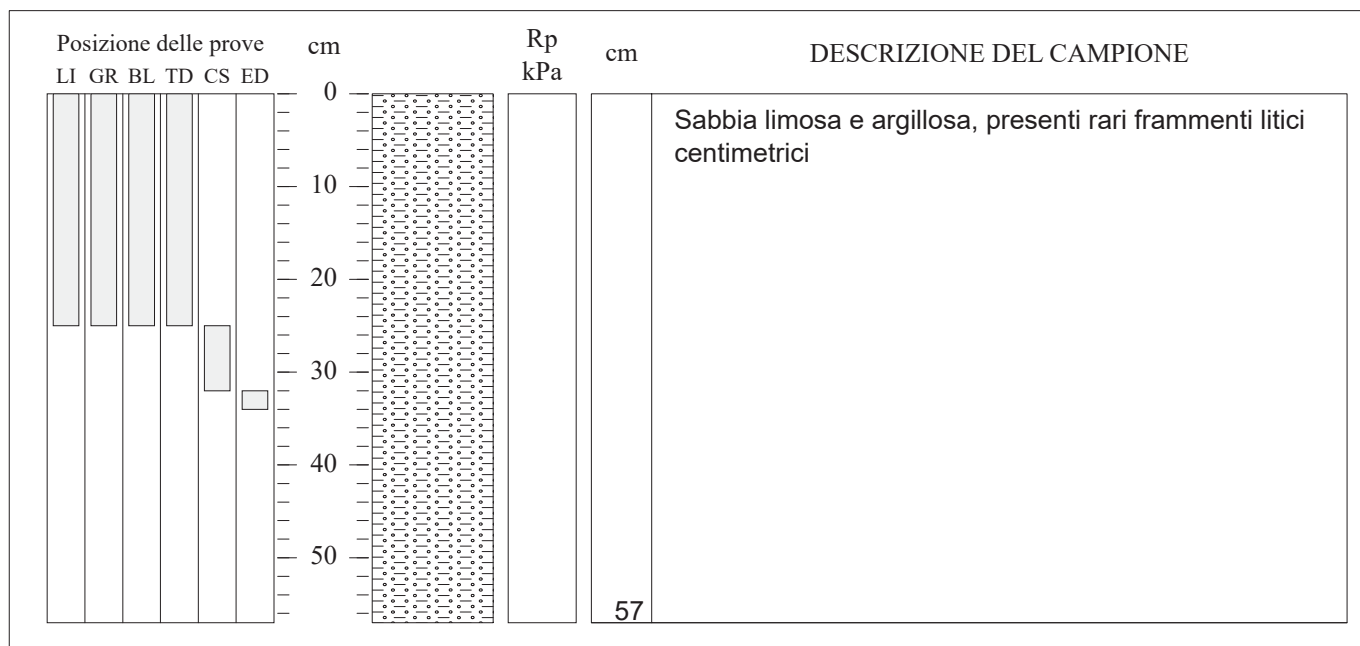 Posizione delle prove
LI GR BL TD CS ED
cm
Rp
kPa
cm
DESCRIZIONE DEL CAMPIONE
0
10
20
30
40
50
Sabbia limosa e argillosa, presenti rari frammenti litici
centimetrici
57